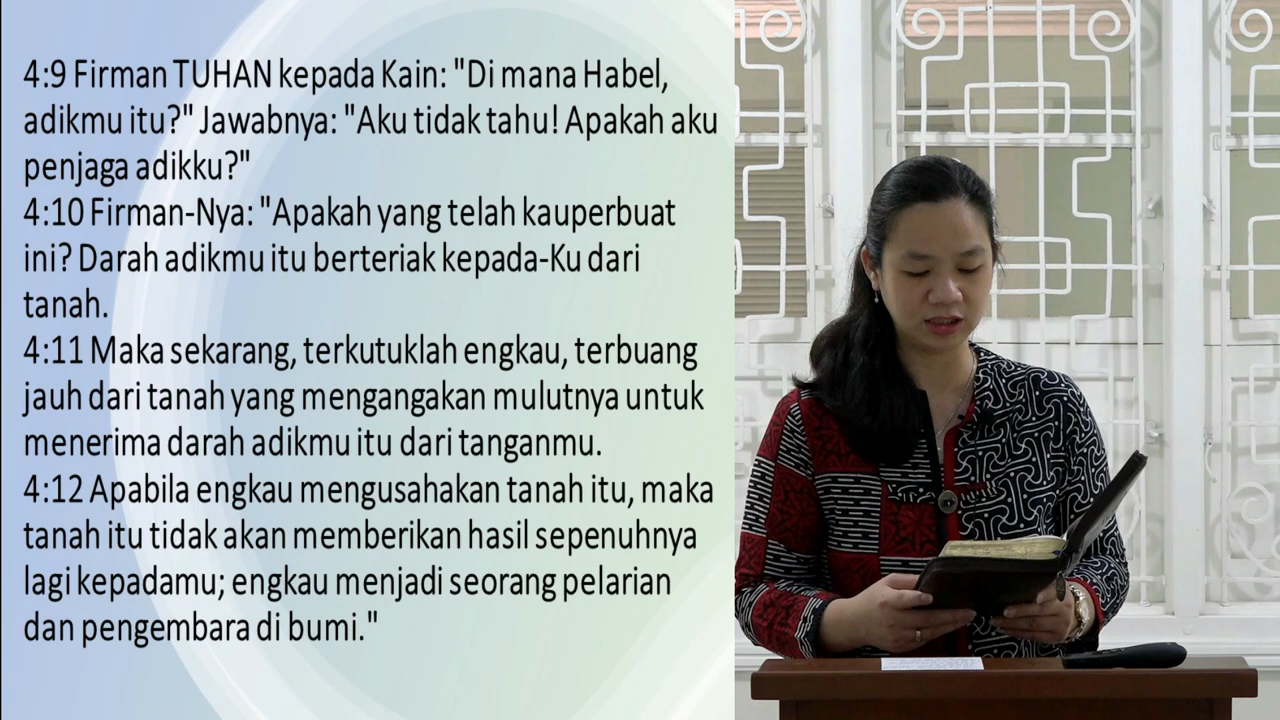 4:9 Firman TUHAN kepada Kain: "Di mana Habel,
adikmu itu?" Jawabnya: "Aku tidak tahu! Apakah aku
penjaga adikku?"
4:10 Firman-Nya: "Apakah yang telah kauperbuat
ini? Darah adikmu itu berteriak kepada-Ku dari
tanah.
4:11 Maka sekarang, terkutuklah engkau, terbuang
jauh dari tanah yang mengangakan mulutnya untuk
menerima darah adikmu itu dari tanganmu.
4:12 Apabila engkau mengusahakan tanah itu, maka
tanah itu tidak akan memberikan hasil sepenuhnya
lagi kepadamu; engkau menjadi seorang pelarian
dan pengembara di bumi."